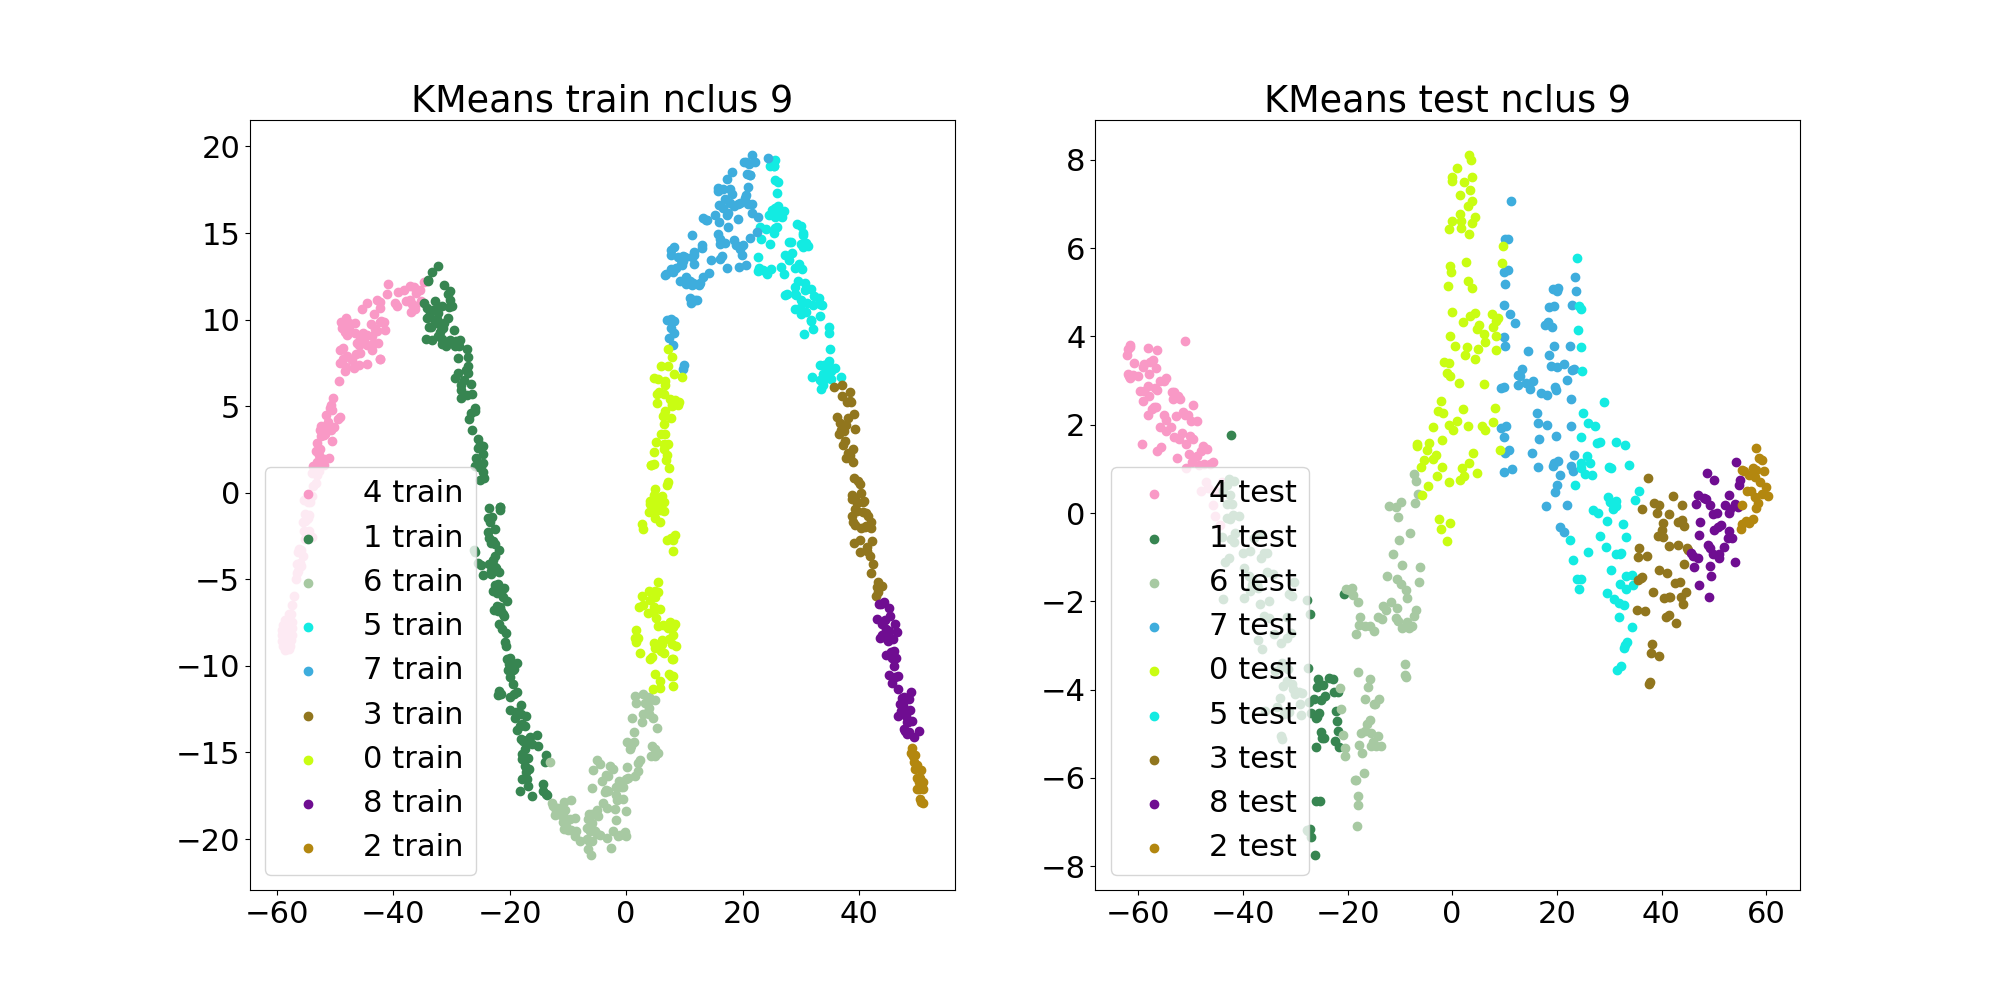 KMeans train nclus 9
20
15
10
5
0
−5
−10
−15
−20
−60 −40 −20 0 20 40
4 train
1 train
6 train
5 train
7 train
3 train
0 train
8 train
2 train
KMeans test nclus 9
8
6
4
2
0
−2
−4
−6
−8
−60 −40 −20 0 20 40 60
4 test
1 test
6 test
7 test
0 test
5 test
3 test
8 test
2 test